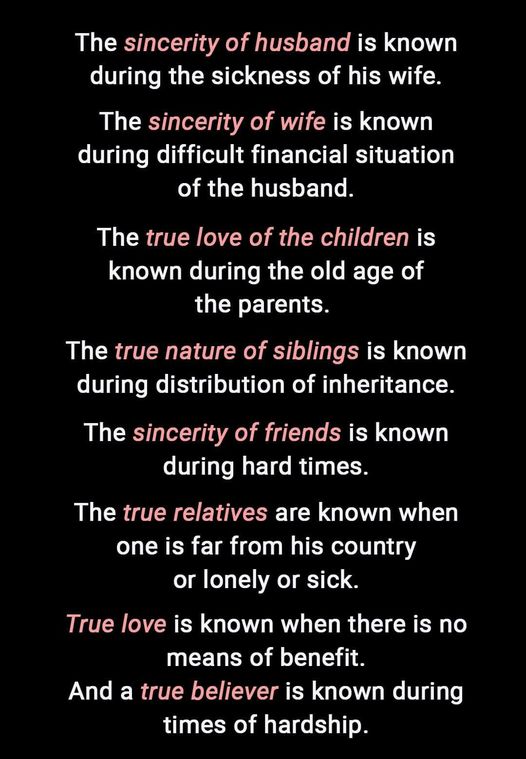 The sincerity of husband is known
during the sickness of his wife.
The sincerity of wife is known
during difficult financial situation
of the husband.
The true love of the children is
known during the old age of
the parents.
The true nature of siblings is known
during distribution of inheritance.
The sincerity of friends is known
during hard times.
The true relatives are known when
one is far from his country
or lonely or sick.
True love is known when there is no
means of benefit.
And a true believer is known during
times of hardship.